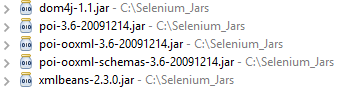 dom4j-1.1.jar - C:\Selenium_Jars
poi-3.6-20091214.jar - C:\Selenium_Jars
poi-ooxml-3.6-20091214.jar - C:\Selenium_Jars
poi-ooxml-schemas-3.6-20091214.jar - C:\Selenium_Jars
xmlbeans-2.3.0.jar - C:\Selenium_Jars